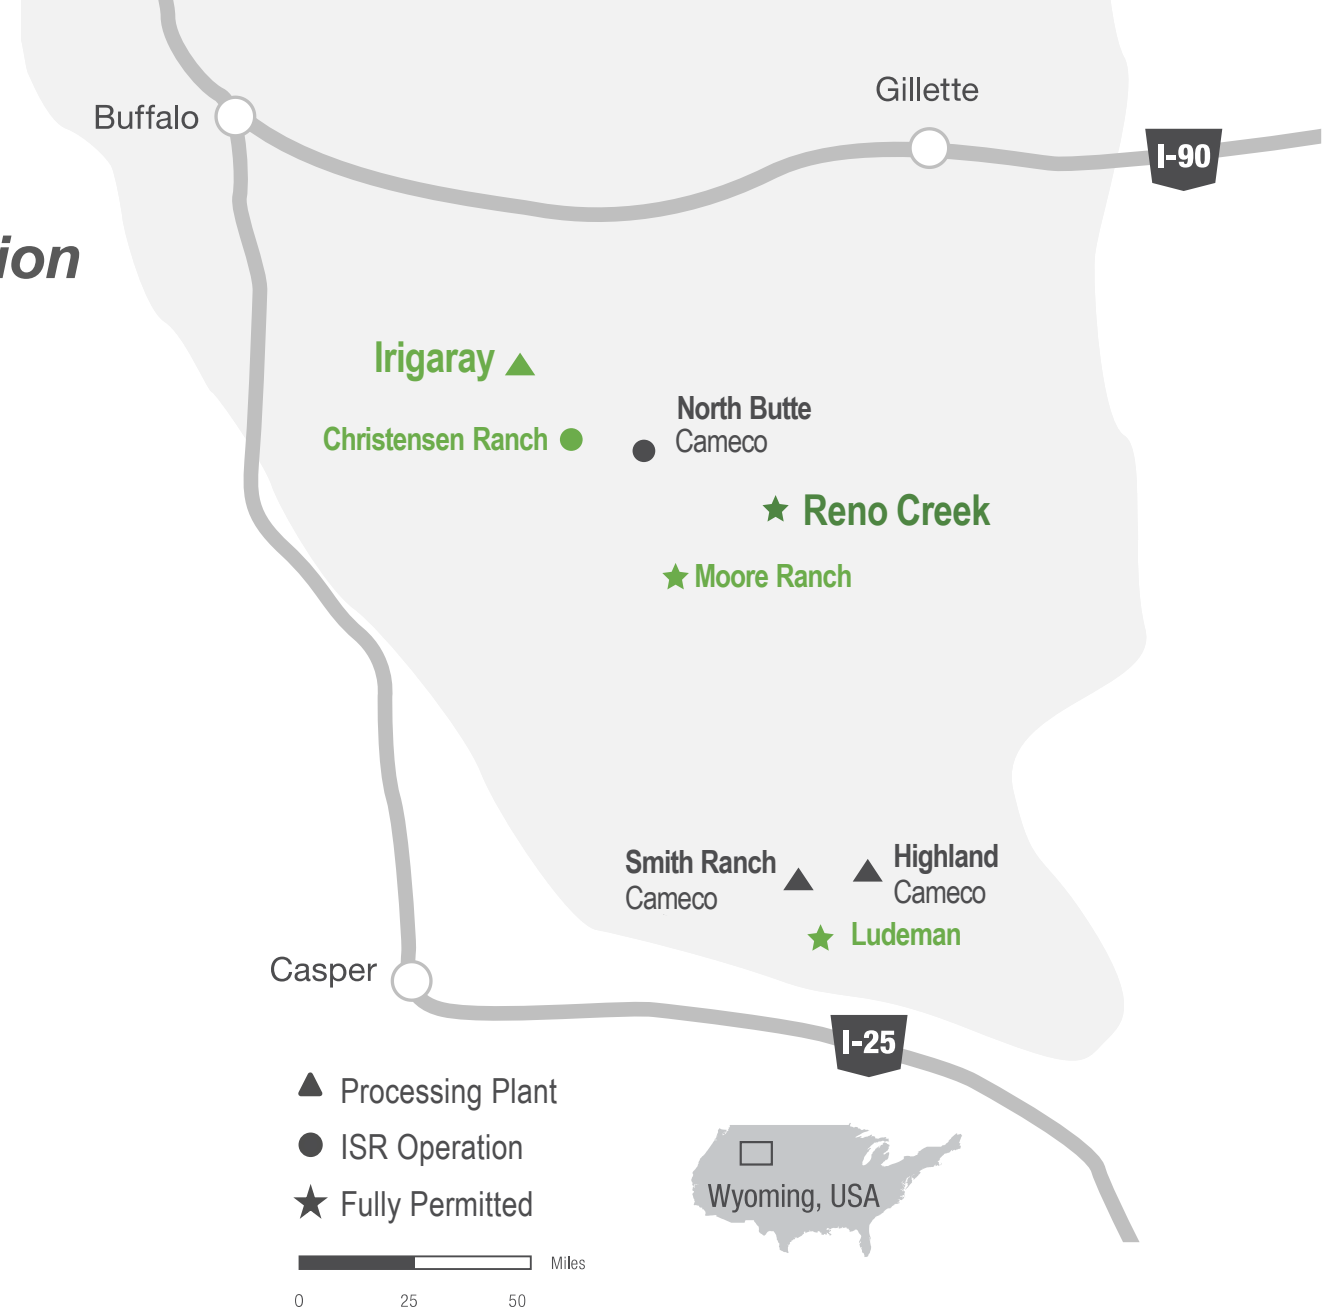 Gillette
Buffalo
I-90
ion
Irigaray
North Butte
Cameco
Christensen Ranch
Reno Creek
Moore Ranch
Smith Ranch
Cameco
Highland
Cameco
Ludeman
Casper
I-25
Processing Plant
ISR Operation
Fully Permitted
Wyoming, USA
Miles
0 25 50